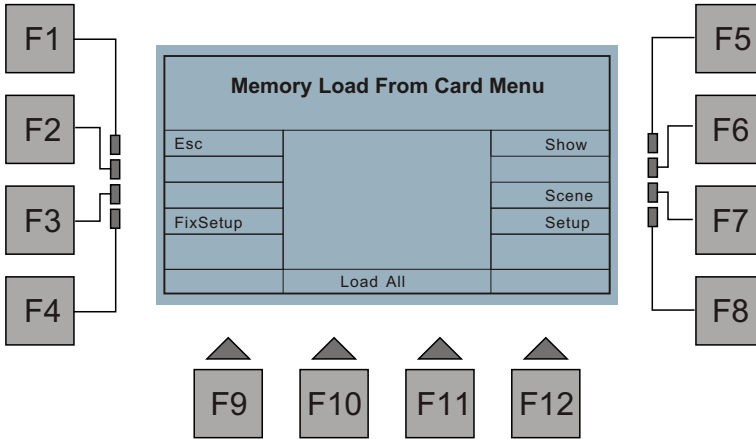 F1
F5
Memory Load From Card Menu
F2
F6
Esc
Show
Scene
F3
F7
FixSetup
Setup
Load All
F4
F8
F9 F10 F11 F12